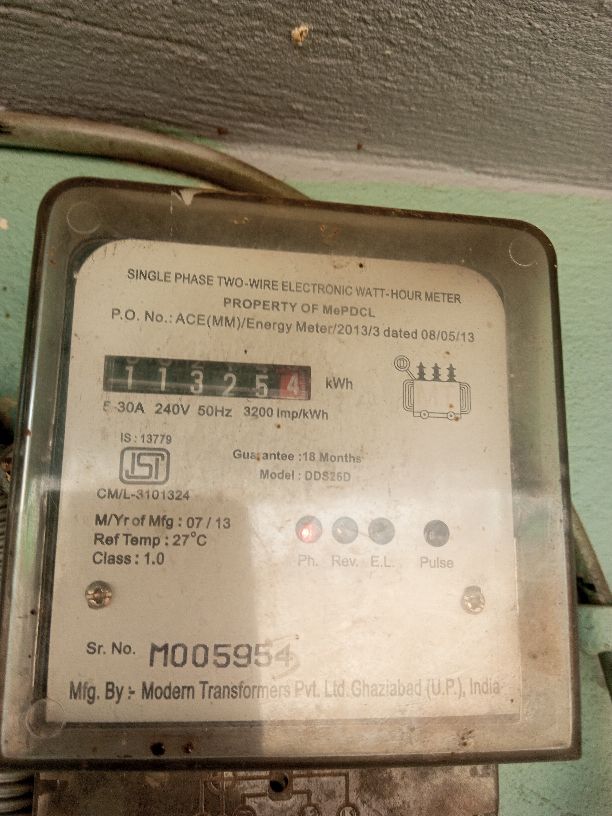 SINGLE PHASE TWO-WIRE ELECTRONIC WATT-HOUR METER
PROPERTY OF MePDCL
P.O. No.: ACE(MM)/Energy Meter/2013/3 dated 08/05/13
113254 kWh
5-30A 240V 50Hz 3200 Imp/kWh
IS : 13779
ISI
CM/L-3101324
Guarantee :18 Months
Model : DDS26D
M/Yr of Mfg : 07 / 13
Ref Temp : 27°C
Class : 1.0
Ph. Rev. E.L. Pulse
Sr. No. M005954
Mfg. By :- Modern Transformers Pvt. Ltd. Ghaziabad (U.P.), India